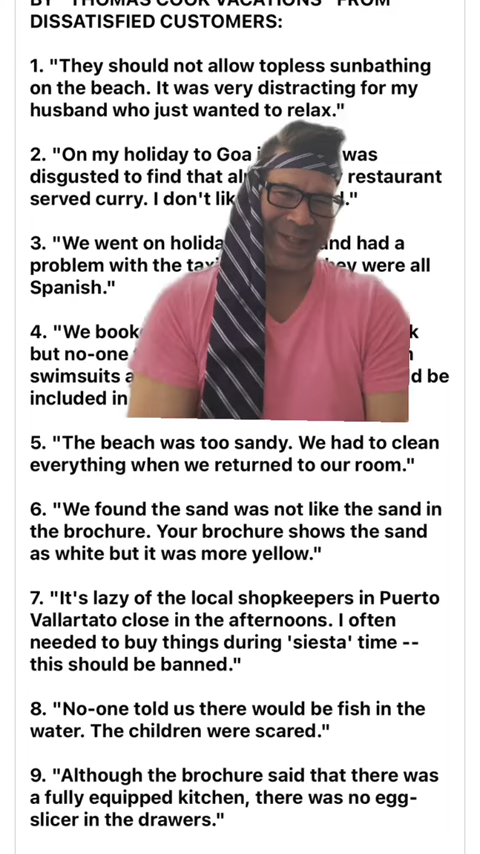 BY "THOMAS COOK VACATIONS" FROM
DISSATISFIED CUSTOMERS:
1. "They should not allow topless sunbathing
on the beach. It was very distracting for my
husband who just wanted to relax."
2. "On my holiday to Goa was
disgusted to find that restaurant
served curry. I don't
3. "We went on and had a
problem with the were all
Spanish."
4. "We
but no-one
swimsuits be
included in
5. "The beach was too sandy. We had to clean
everything when we returned to our room."
6. "We found the sand was not like the sand in
the brochure. Your brochure shows the sand
as white but it was more yellow."
7. "It's lazy of the local shopkeepers in Puerto
Vallartato close in the afternoons. I often
needed to buy things during 'siesta' time --
this should be banned."
8. "No-one told us there would be fish in the
water. The children were scared."
9. "Although the brochure said that there was
a fully equipped kitchen, there was no egg-
slicer in the drawers."